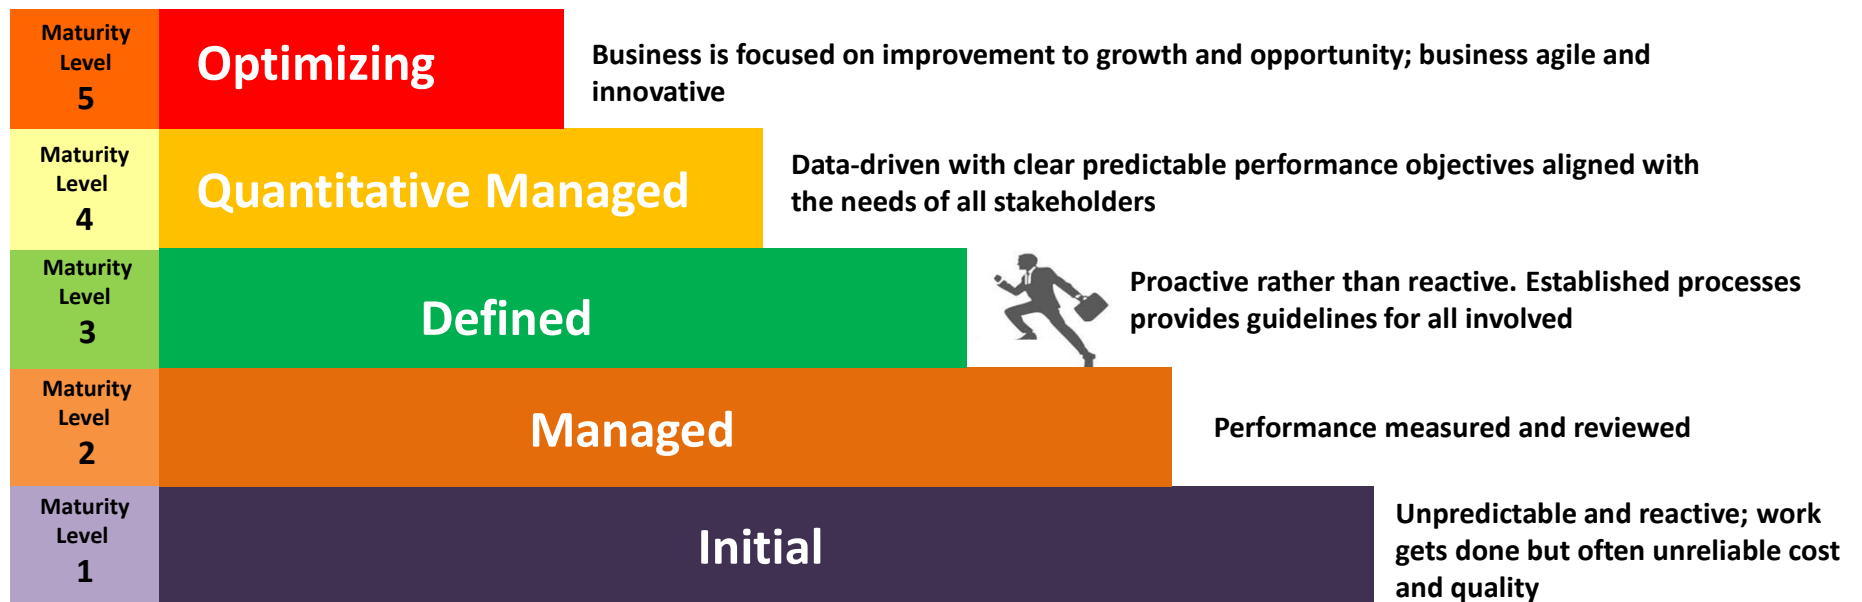 Maturity
Level
5
Optimizing
Business is focused on improvement to growth and opportunity; business agile and
innovative
Maturity
Level
4
Quantitative Managed
Data-driven with clear predictable performance objectives aligned with
the needs of all stakeholders
Maturity
Level
3
Defined
Proactive rather than reactive. Established processes
provides guidelines for all involved
Maturity
Level
2
Managed
Performance measured and reviewed
Maturity
Level
1
Initial
Unpredictable and reactive; work
gets done but often unreliable cost
and quality